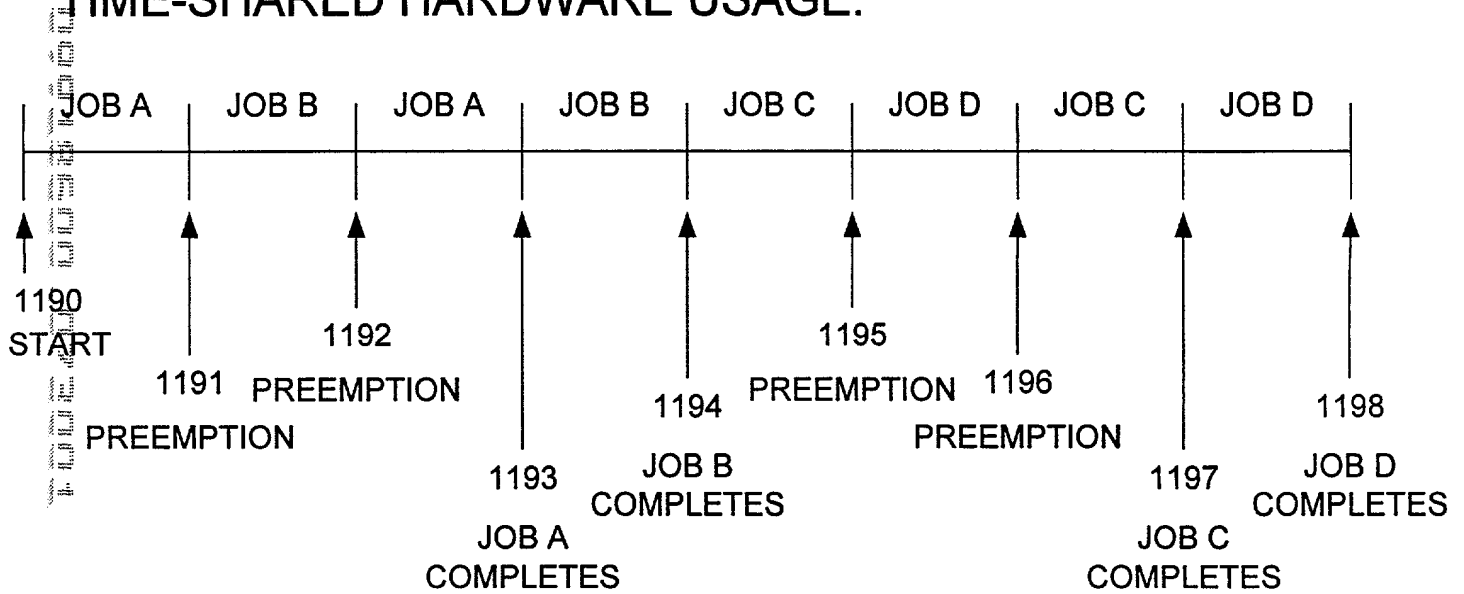 TIME-SHARED HARDWARE USAGE:
JOB A JOB B JOB A JOB B JOB C JOB D JOB C JOB D
1190
START
1191
PREEMPTION
1192
PREEMPTION
1193
JOB A
COMPLETES
1194
JOB B
COMPLETES
1195
PREEMPTION
1196
PREEMPTION
1197
JOB C
COMPLETES
1198
JOB D
COMPLETES